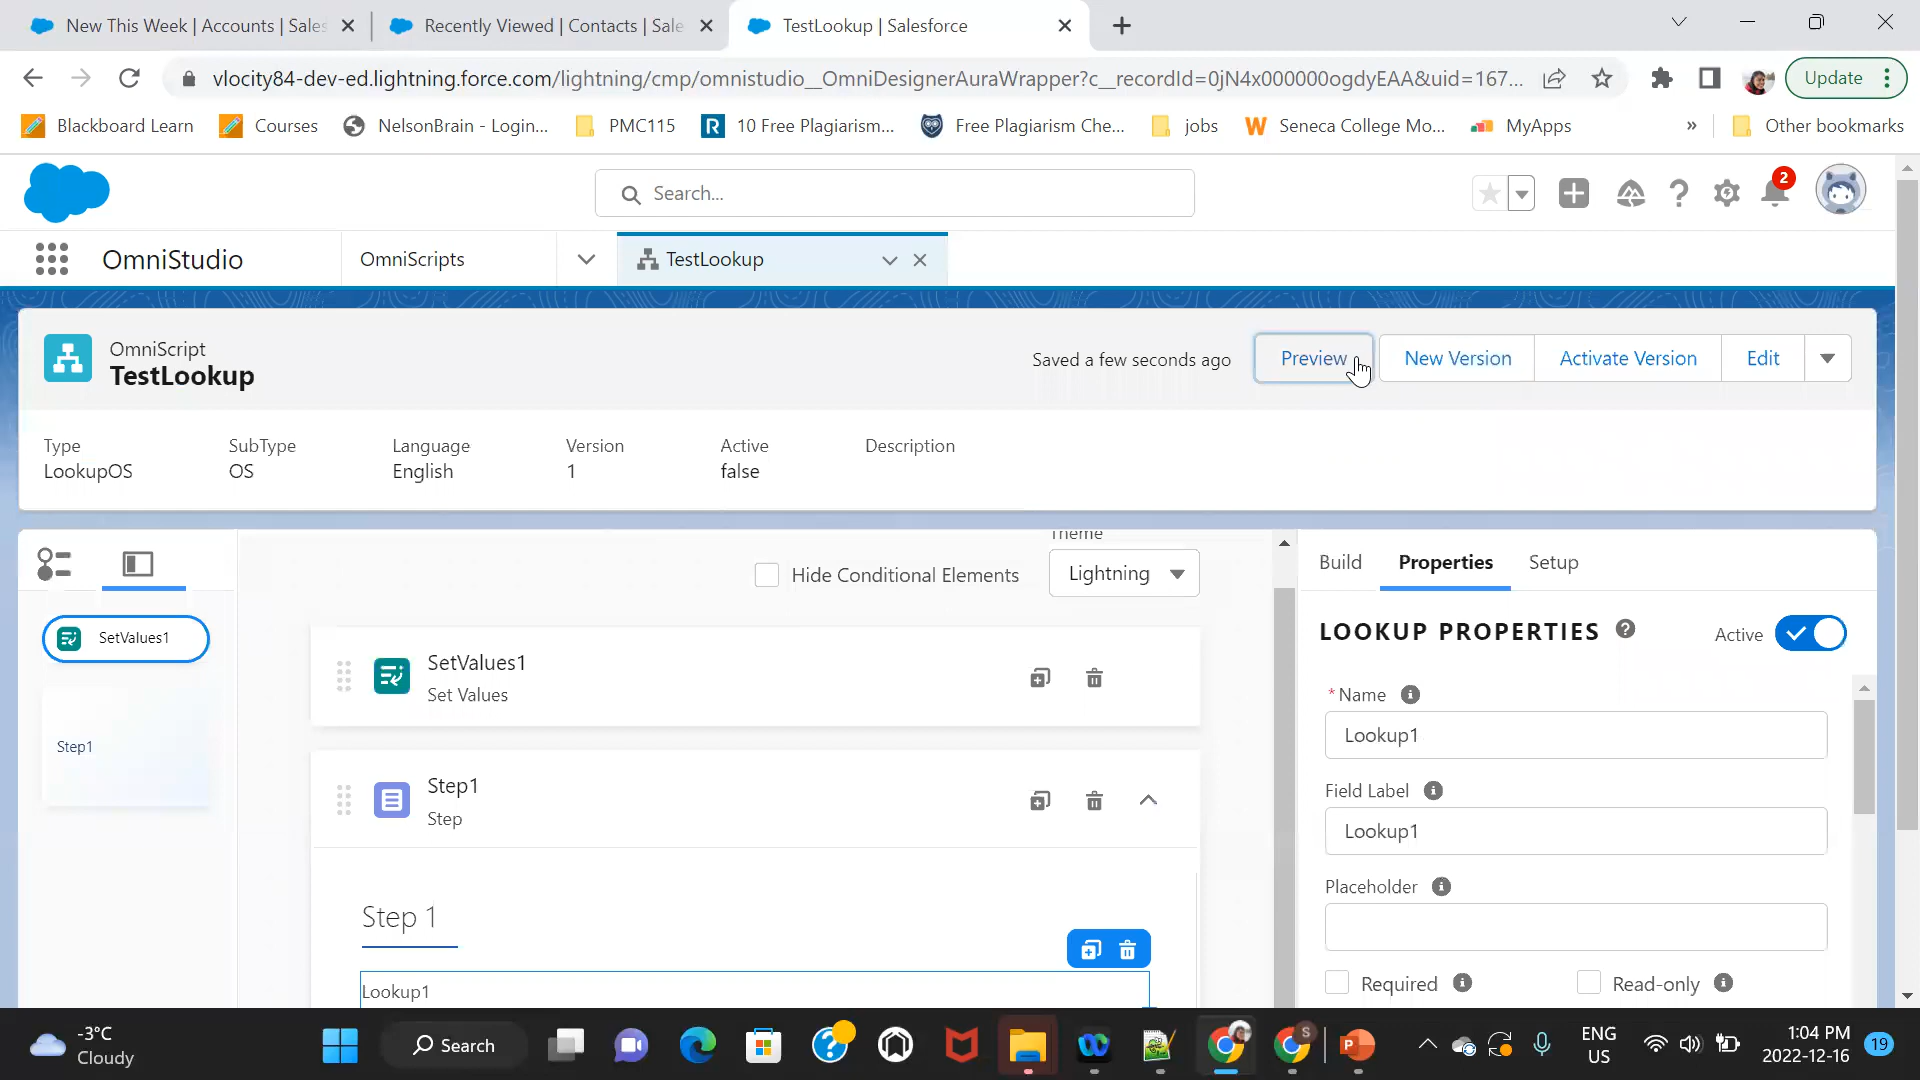 New This Week | Accounts | Sales
Recently Viewed | Contacts | Sale
TestLookup | Salesforce
vlocity84-dev-ed.lightning.force.com/lightning/cmp/omnistudio__OmniDesignerAuraWrapper?c__recordId=0jN4x000000ogdyEAA&uid=167...
Update
Blackboard Learn
Courses
NelsonBrain - Login...
PMC115
R
10 Free Plagiarism...
Free Plagiarism Che...
jobs
Seneca College Mo...
MyApps
»
Other bookmarks
Search...
2
OmniStudio
OmniScripts
TestLookup
OmniScript
TestLookup
Saved a few seconds ago
Preview
New Version
Activate Version
Edit
Type
SubType
Language
Version
Active
Description
LookupOS
OS
English
1
false
Theme
Hide Conditional Elements
Lightning
Build
Properties
Setup
SetValues1
Step1
SetValues1
Set Values
Step1
Step
Step 1
Lookup1
LOOKUP PROPERTIES
Active
*Name
Lookup1
Field Label
Lookup1
Placeholder
Required
Read-only
-3°C
Cloudy
Search
S
ENG
US
1:04 PM
2022-12-16
19